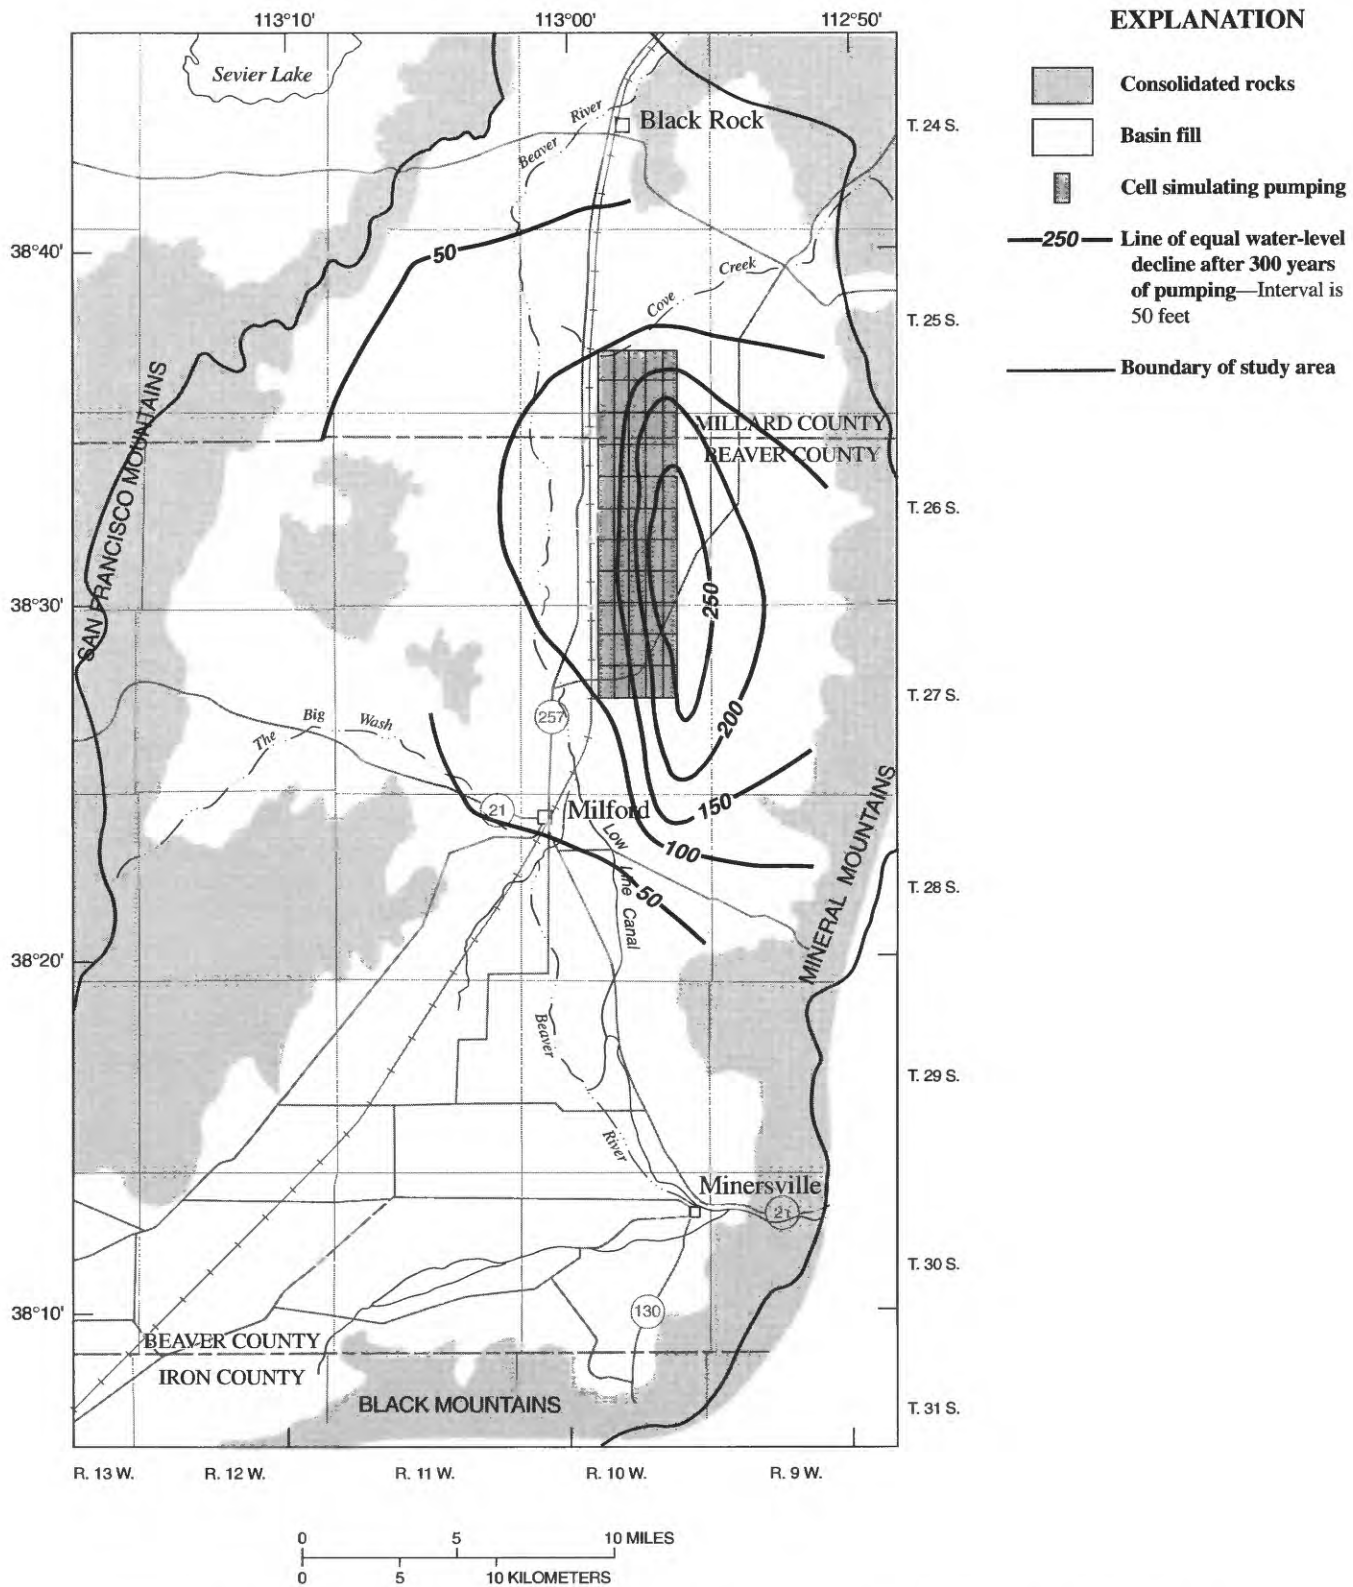 113°10'
113°00'
112°50'
EXPLANATION
Sevier Lake
Consolidated rocks
River
Black Rock
T. 24 S.
Basin fill
Beaver
Cell simulating pumping
38°40'
50
250
Line of equal water-level
decline after 300 years
of pumping—Interval is
50 feet
Creek
Cove
T. 25 S.
Boundary of study area
SAN FRANCISCO MOUNTAINS
MILLARD COUNTY
BEAVER COUNTY
T. 26 S.
38°30'
250
T. 27 S.
The Big Wash
257
200
21
Milford
150
100
Low Line Canal
MINERAL MOUNTAINS
50
T. 28 S.
38°20'
Beaver
T. 29 S.
River
Minersville
21
T. 30 S.
38°10'
130
BEAVER COUNTY
IRON COUNTY
BLACK MOUNTAINS
T. 31 S.
R. 13 W.
R. 12 W.
R. 11 W.
R. 10 W.
R. 9 W.
0 5 10 MILES
0 5 10 KILOMETERS